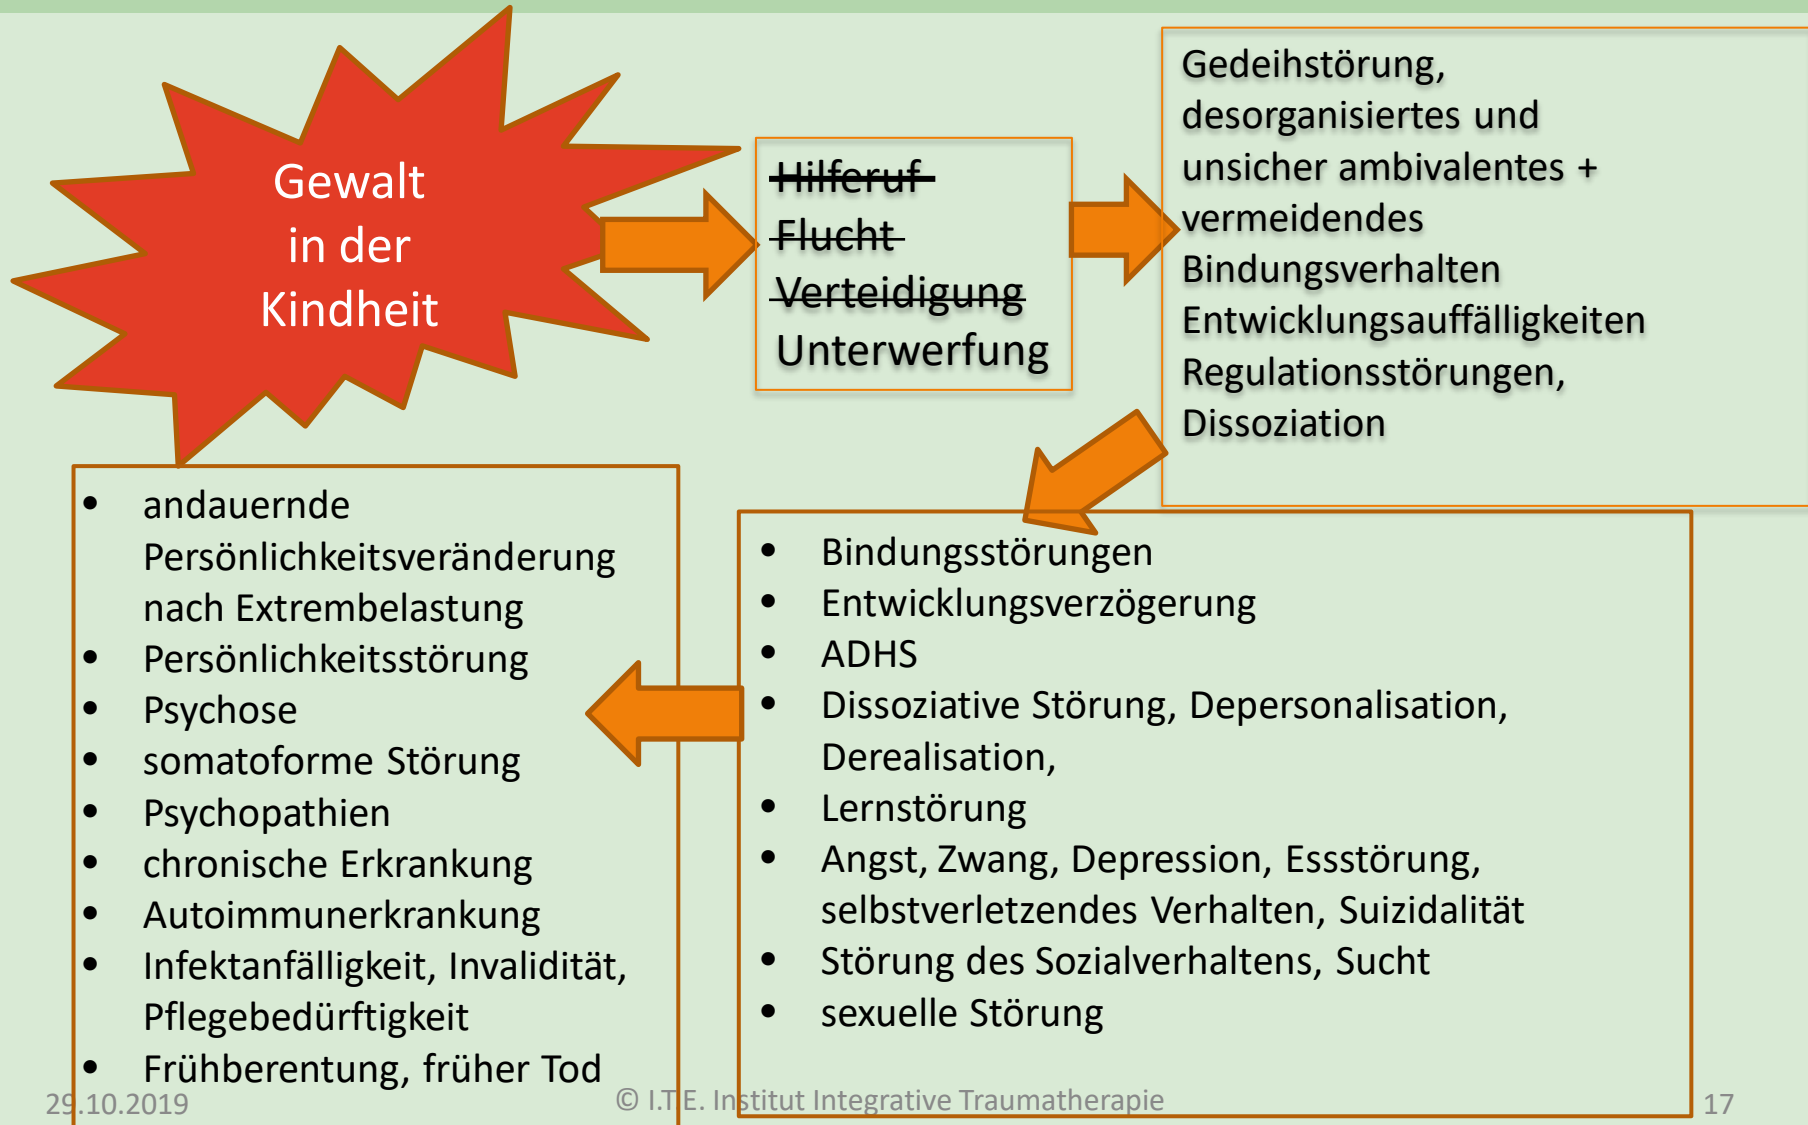 Gewalt
in der
Kindheit
Hilferuf
Flucht
Verteidigung
Unterwerfung
Gedeihstörung,
desorganisiertes und
unsicher ambivalentes +
vermeidendes
Bindungsverhalten
Entwicklungsauffälligkeiten
Regulationsstörungen,
Dissoziation
• Bindungsstörungen
• Entwicklungsverzögerung
• ADHS
• Dissoziative Störung, Depersonalisation,
Derealisation,
• Lernstörung
• Angst, Zwang, Depression, Essstörung,
selbstverletzendes Verhalten, Suizidalität
• Störung des Sozialverhaltens, Sucht
• sexuelle Störung
• andauernde
Persönlichkeitsveränderung
nach Extrembelastung
• Persönlichkeitsstörung
• Psychose
• somatoforme Störung
• Psychopathien
• chronische Erkrankung
• Autoimmunerkrankung
• Infektanfälligkeit, Invalidität,
Pflegebedürftigkeit
• Frühberentung, früher Tod
29.10.2019
© I.T.E. Institut Integrative Traumatherapie
17